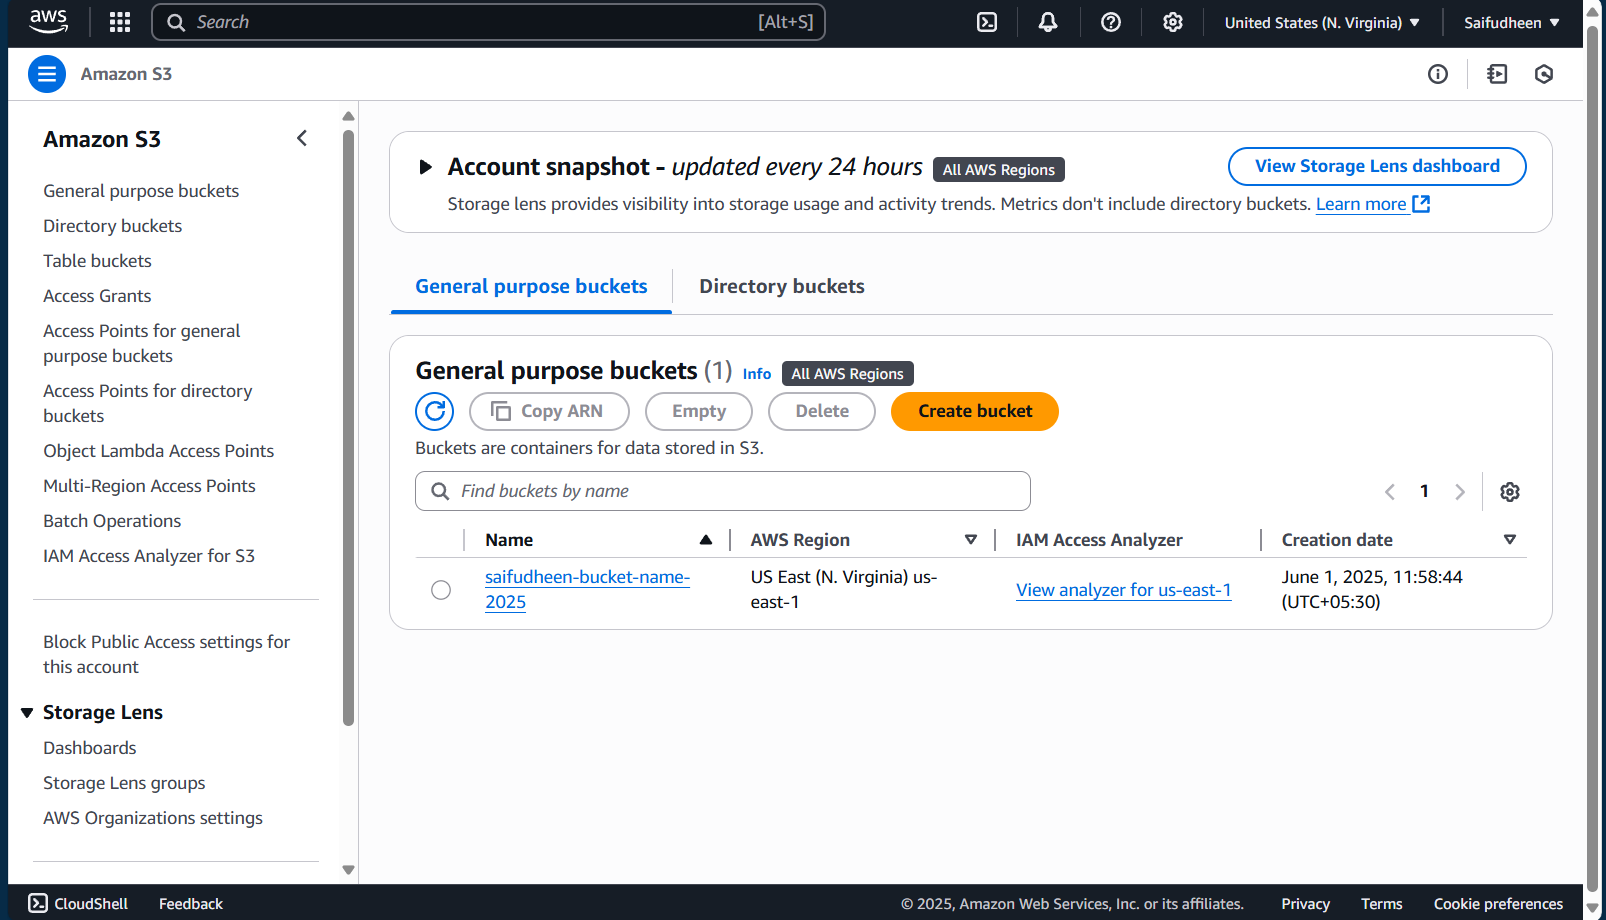 aws
Search
[Alt+S]
United States (N. Virginia)
Saifudheen
Amazon S3
Amazon S3
General purpose buckets
Directory buckets
Table buckets
Access Grants
Access Points for general
purpose buckets
Access Points for directory
buckets
Object Lambda Access Points
Multi-Region Access Points
Batch Operations
IAM Access Analyzer for S3
Block Public Access settings for
this account
Storage Lens
Dashboards
Storage Lens groups
AWS Organizations settings
Account snapshot - updated every 24 hours
All AWS Regions
View Storage Lens dashboard
Storage lens provides visibility into storage usage and activity trends. Metrics don't include directory buckets. Learn more
General purpose buckets
Directory buckets
General purpose buckets (1) Info
All AWS Regions
Copy ARN
Empty
Delete
Create bucket
Buckets are containers for data stored in S3.
Find buckets by name
1
Name
AWS Region
IAM Access Analyzer
Creation date
saifudheen-bucket-name-
2025
US East (N. Virginia) us-
east-1
View analyzer for us-east-1
June 1, 2025, 11:58:44
(UTC+05:30)
CloudShell
Feedback
© 2025, Amazon Web Services, Inc. or its affiliates.
Privacy
Terms
Cookie preferences